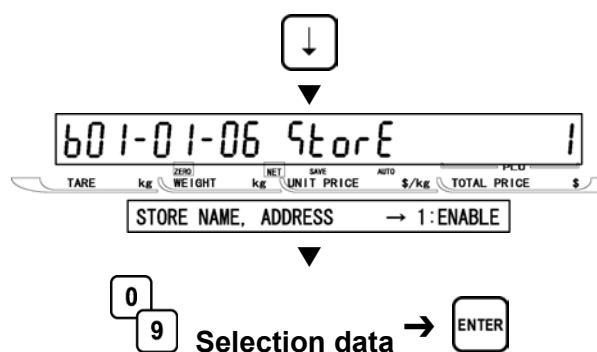 ↓
b01-01-06 StorE 1
ZERO NET SAVE AUTO PLU
TARE kg WEIGHT kg UNIT PRICE $/kg TOTAL PRICE $
STORE NAME, ADDRESS → 1:ENABLE
0
9 Selection data → ENTER